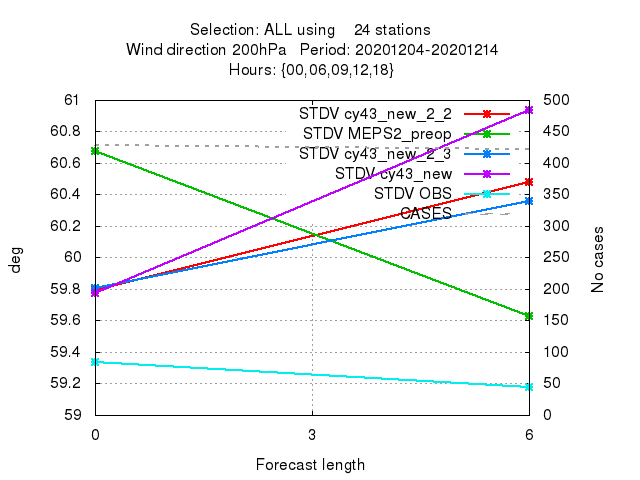 Selection: ALL using    24 stations
Wind direction 200hPa   Period: 20201204-20201214
Hours: {00,06,09,12,18}
61 500
STDV cy43_new_2_2
60.8 450
STDV MEPS2_preop
60.6 400
STDV cy43_new_2_3
STDV cy43_new
60.4 350
STDV OBS
CASES
60.2 300
60 250
deg
No cases
59.8 200
59.6 150
59.4 100
59.2 50
59 0
0 3 6
Forecast length